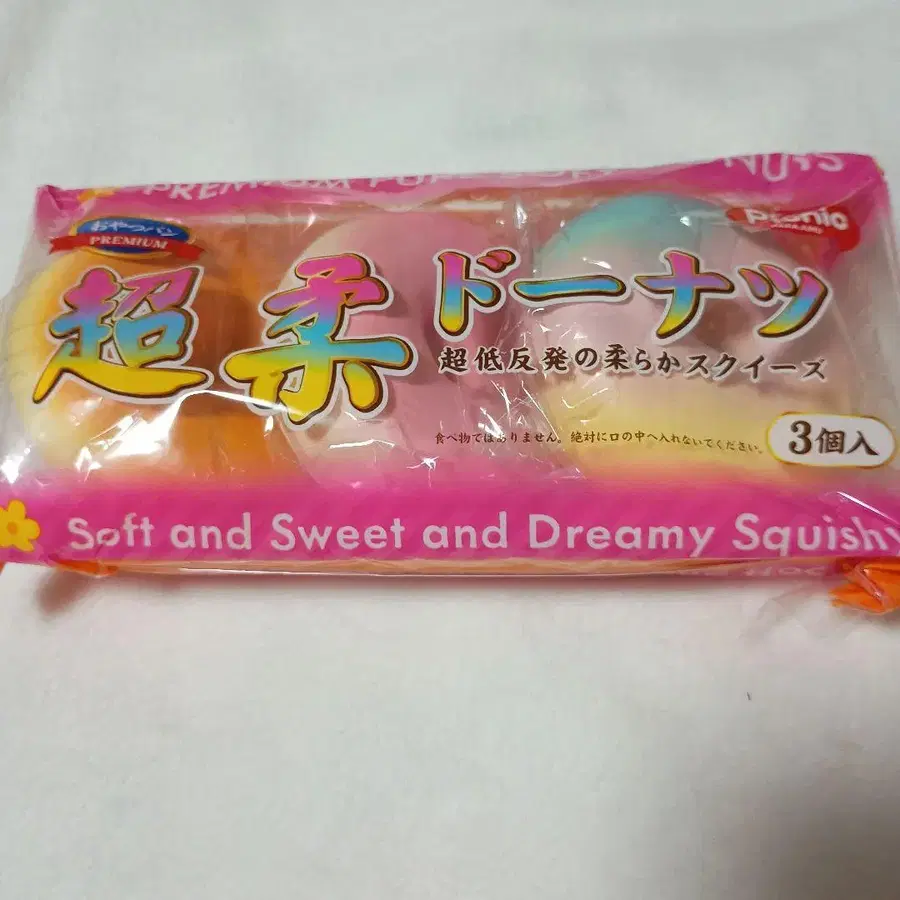 PREMIUM
おやつパン
PREMIUM
超柔ドーナツ
超低反発の柔らかスクイーズ
食べ物ではありません。絶対に口の中へ入れないでください。
3個入
Soft and Sweet and Dreamy Squishy